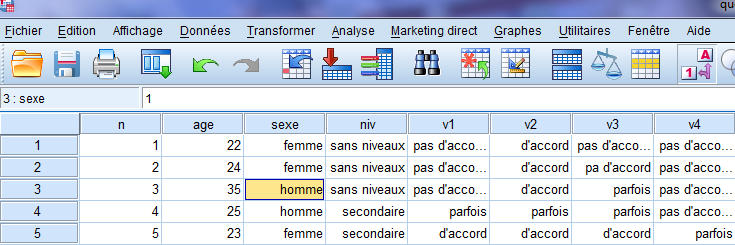 qu
Fichier Edition Affichage Données Transformer Analyse Marketing direct Graphes Utilitaires Fenêtre Aide
A
1
3 : sexe 1
n age sexe niv v1 v2 v3 v4
1 1 22 femme sans niveaux pas d'acco... d'accord pas d'acco... pas d'acco...
2 2 24 femme sans niveaux pas d'acco... d'accord pa d'accord pas d'acco...
3 3 35 homme sans niveaux pas d'acco... d'accord parfois pas d'acco...
4 4 25 homme secondaire parfois parfois parfois pas d'acco...
5 5 23 femme secondaire d'accord d'accord d'accord parfois